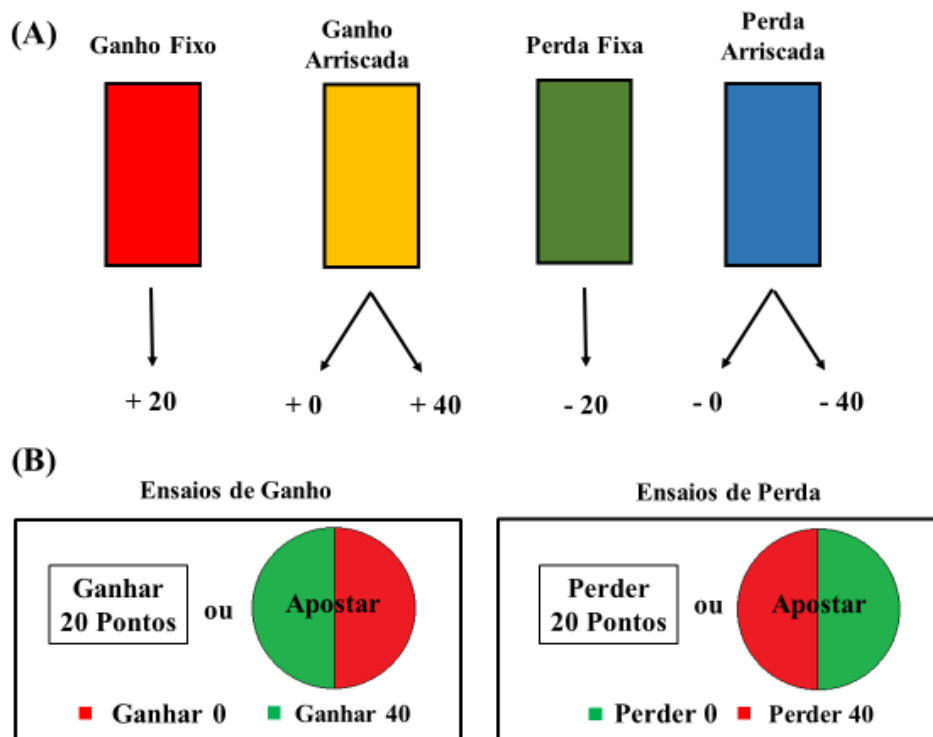 (A)
Ganho Fixo
Ganho
Arriscada
Perda Fixa
Perda
Arriscada
+ 20
+ 0
+ 40
- 20
- 0
- 40
(B)
Ensaios de Ganho
Ensaios de Perda
Ganhar
20 Pontos
ou
Apostar
Ganhar 0
Ganhar 40
Perder
20 Pontos
ou
Apostar
Perder 0
Perder 40